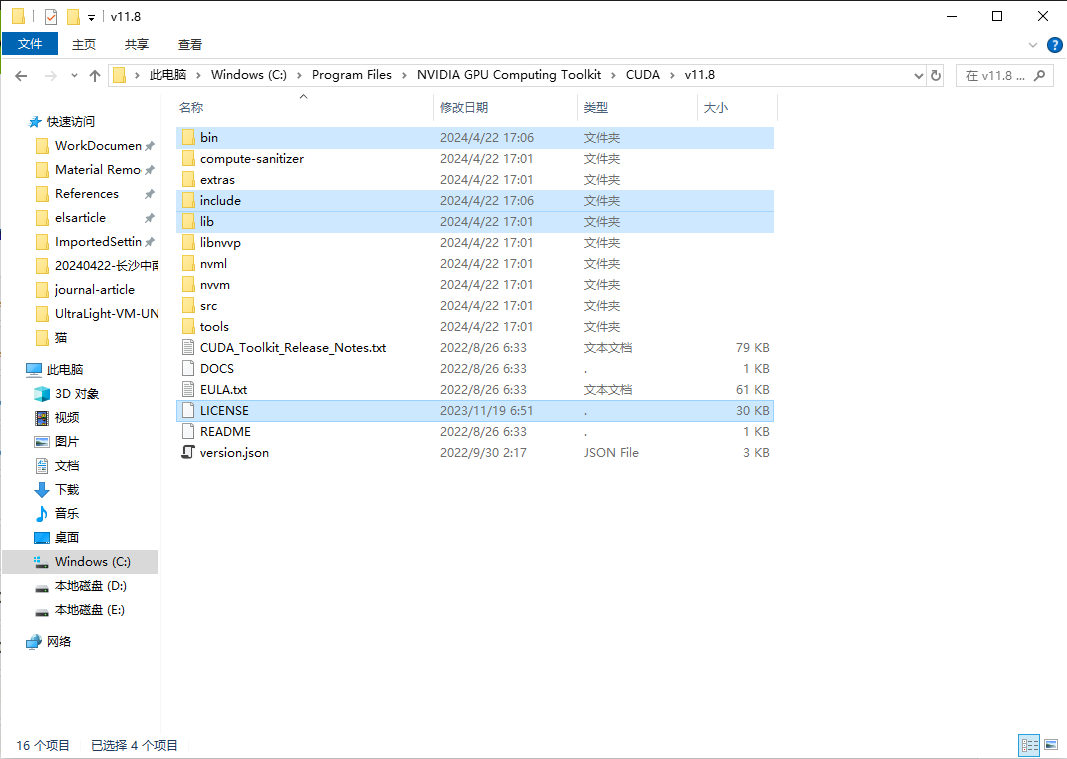 v11.8
文件 主页 共享 查看
此电脑 Windows (C:) Program Files NVIDIA GPU Computing Toolkit CUDA v11.8 在 v11.8 ...
名称 修改日期 类型 大小
快速访问
WorkDocumen
Material Remo
References
elsarticle
ImportedSettin
20240422-长沙中南
journal-article
UltraLight-VM-UN
猫
此电脑
3D 对象
视频
图片
文档
下载
音乐
桌面
Windows (C:)
本地磁盘 (D:)
本地磁盘 (E:)
网络
bin 2024/4/22 17:06 文件夹
compute-sanitizer 2024/4/22 17:01 文件夹
extras 2024/4/22 17:01 文件夹
include 2024/4/22 17:06 文件夹
lib 2024/4/22 17:01 文件夹
libnvvp 2024/4/22 17:01 文件夹
nvml 2024/4/22 17:01 文件夹
nvvm 2024/4/22 17:01 文件夹
src 2024/4/22 17:01 文件夹
tools 2024/4/22 17:01 文件夹
CUDA_Toolkit_Release_Notes.txt 2022/8/26 6:33 文本文档 79 KB
DOCS 2022/8/26 6:33 . 1 KB
EULA.txt 2022/8/26 6:33 文本文档 61 KB
LICENSE 2023/11/19 6:51 . 30 KB
README 2022/8/26 6:33 . 1 KB
version.json 2022/9/30 2:17 JSON File 3 KB
16 个项目 已选择 4 个项目